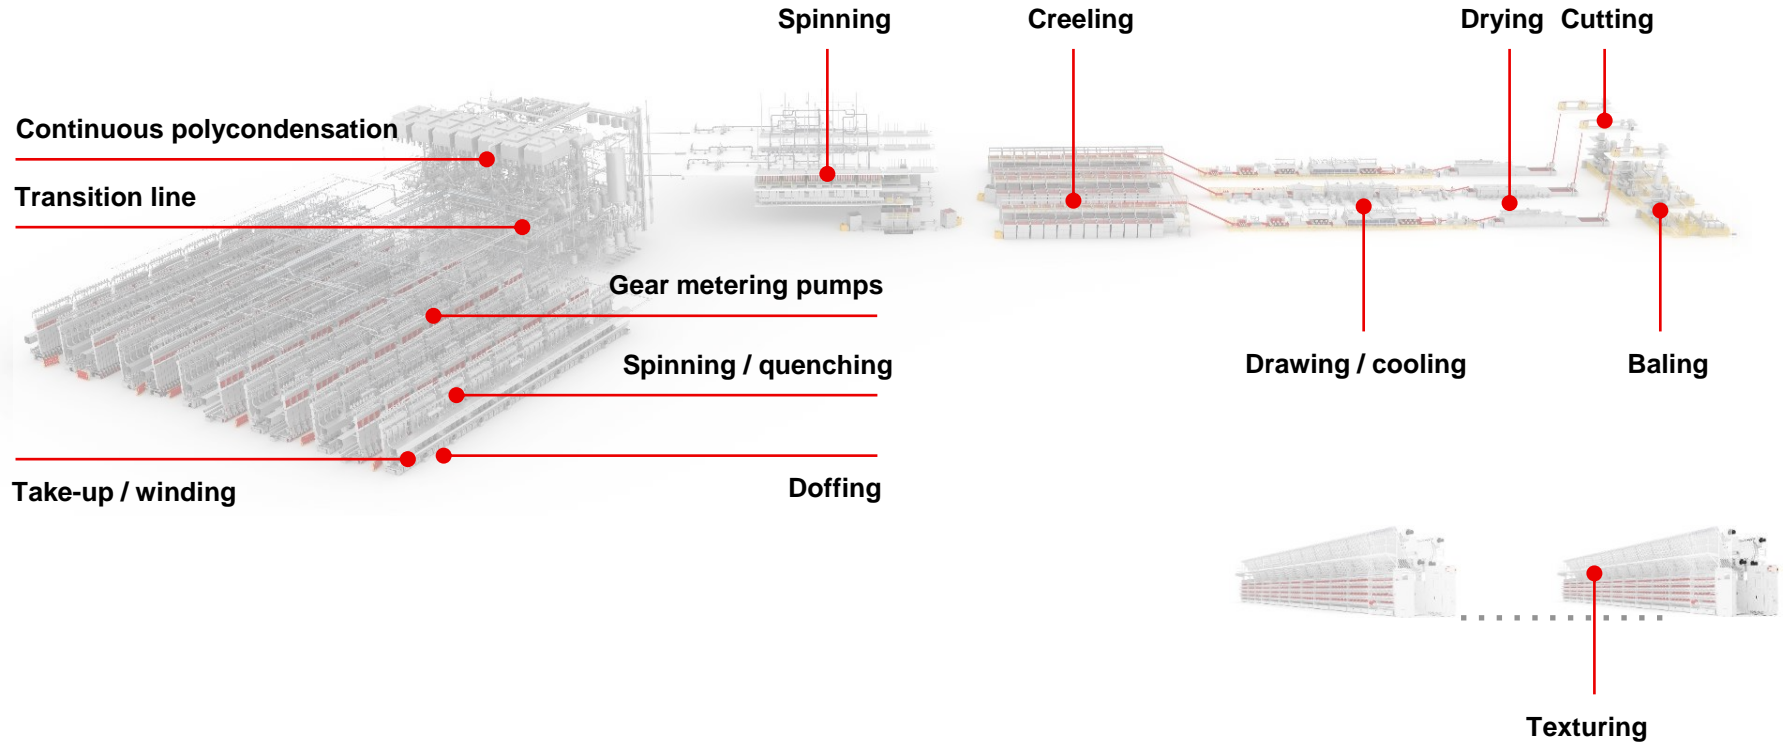 Spinning
Creeling
Drying
Cutting
Continuous polycondensation
Transition line
Gear metering pumps
Spinning / quenching
Drawing / cooling
Baling
Take-up / winding
Doffing
Texturing